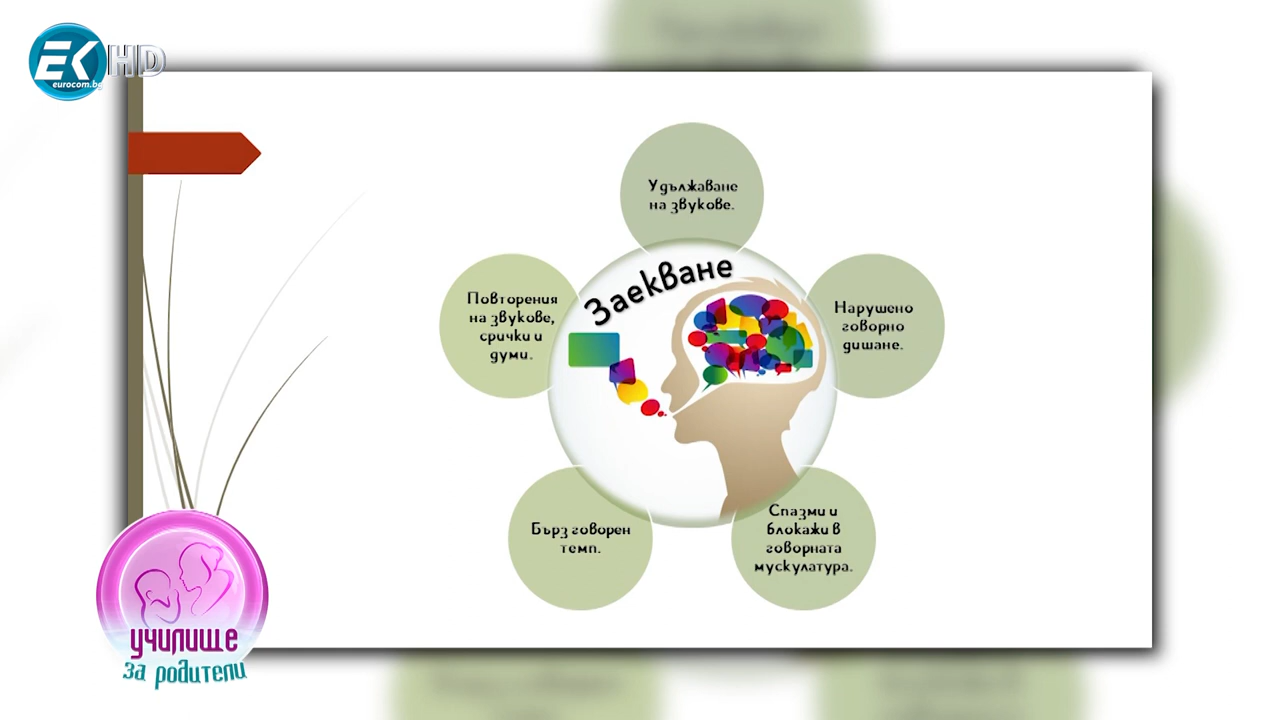 EK HD
eurocom.bg
Удължаване
на звукове.
Заекване
Повторения
на звукове,
срички и
думи.
Нарушено
говорно
дишане.
Бърз говорен
темп.
Спазми и
блокажи в
говорната
мускулатура.
училище
за родители